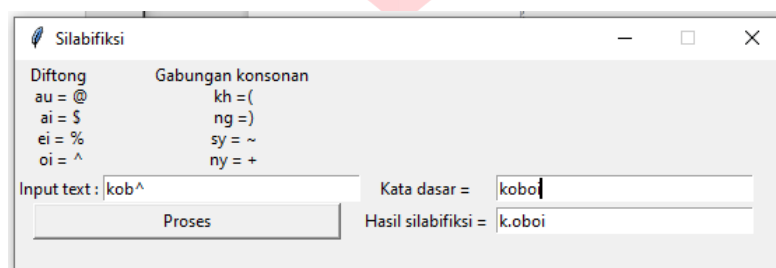 Silabifiksi
Diftong Gabungan konsonan
au = @ kh =(
ai = $ ng =)
ei = % sy = ~
oi = ^ ny = +
Input text : kob^ Kata dasar = koboi
Proses Hasil silabifiksi = k.oboi